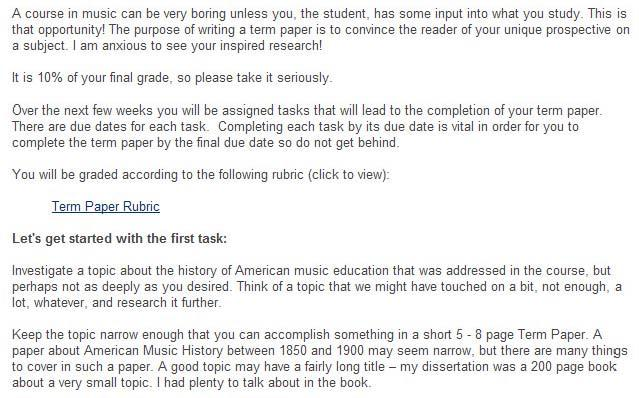 A course in music can be very boring unless you, the student, has some input into what you study. This is
that opportunity! The purpose of writing a term paper is to convince the reader of your unique prospective on
a subject. I am anxious to see your inspired research!
It is 10% of your final grade, so please take it seriously.
Over the next few weeks you will be assigned tasks that will lead to the completion of your term paper.
There are due dates for each task.  Completing each task by its due date is vital in order for you to
complete the term paper by the final due date so do not get behind.
You will be graded according to the following rubric (click to view):
Term Paper Rubric
Let's get started with the first task:
Investigate a topic about the history of American music education that was addressed in the course, but
perhaps not as deeply as you desired. Think of a topic that we might have touched on a bit, not enough, a
lot, whatever, and research it further.
Keep the topic narrow enough that you can accomplish something in a short 5 - 8 page Term Paper. A
paper about American Music History between 1850 and 1900 may seem narrow, but there are many things
to cover in such a paper. A good topic may have a fairly long title – my dissertation was a 200 page book
about a very small topic. I had plenty to talk about in the book.